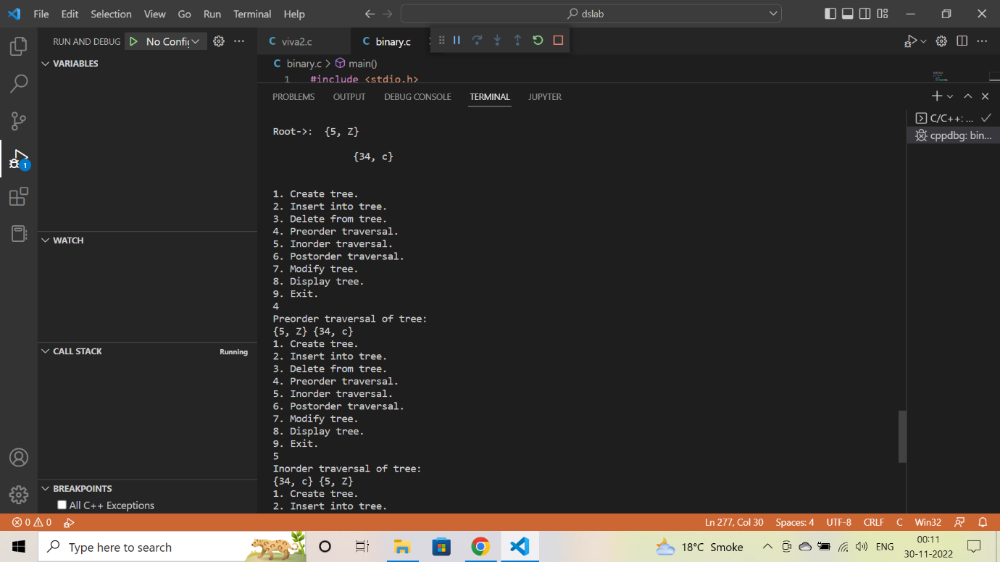 File Edit Selection View Go Run Terminal Help dslab
RUN AND DEBUG No Config viva2.c binary.c
VARIABLES
binary.c > main()
1 #include <stdio.h>
PROBLEMS OUTPUT DEBUG CONSOLE TERMINAL JUPYTER
C/C++: ...
cppdbg: bin...
Root->: {5, Z}
{34, c}
1. Create tree.
2. Insert into tree.
3. Delete from tree.
4. Preorder traversal.
5. Inorder traversal.
6. Postorder traversal.
7. Modify tree.
8. Display tree.
9. Exit.
4
Preorder traversal of tree:
{5, Z} {34, c}
1. Create tree.
2. Insert into tree.
3. Delete from tree.
4. Preorder traversal.
5. Inorder traversal.
6. Postorder traversal.
7. Modify tree.
8. Display tree.
9. Exit.
5
Inorder traversal of tree:
{34, c} {5, Z}
1. Create tree.
2. Insert into tree.
WATCH
CALL STACK Running
BREAKPOINTS
All C++ Exceptions
1
0 0 Ln 277, Col 30 Spaces: 4 UTF-8 CRLF C Win32
Type here to search 18°C Smoke ENG 00:11
30-11-2022